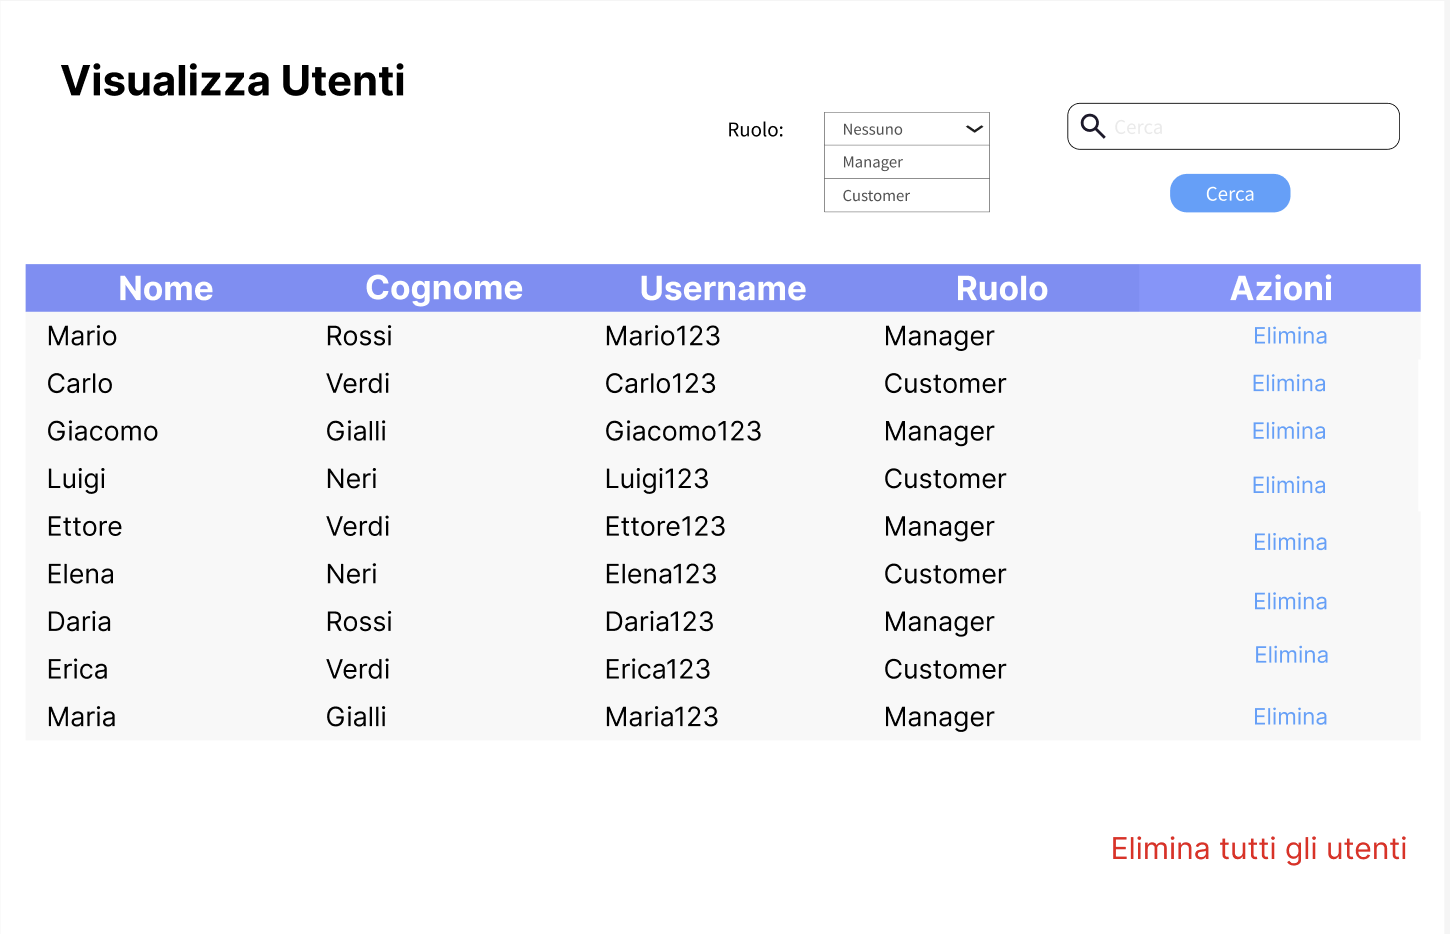 Visualizza Utenti
Ruolo:
Nessuno
Manager
Customer
Cerca
Cerca
Nome Cognome Username Ruolo Azioni
Mario Rossi Mario123 Manager Elimina
Carlo Verdi Carlo123 Customer Elimina
Giacomo Gialli Giacomo123 Manager Elimina
Luigi Neri Luigi123 Customer Elimina
Ettore Verdi Ettore123 Manager Elimina
Elena Neri Elena123 Customer Elimina
Daria Rossi Daria123 Manager Elimina
Erica Verdi Erica123 Customer
Maria Gialli Maria123 Manager Elimina
Elimina tutti gli utenti